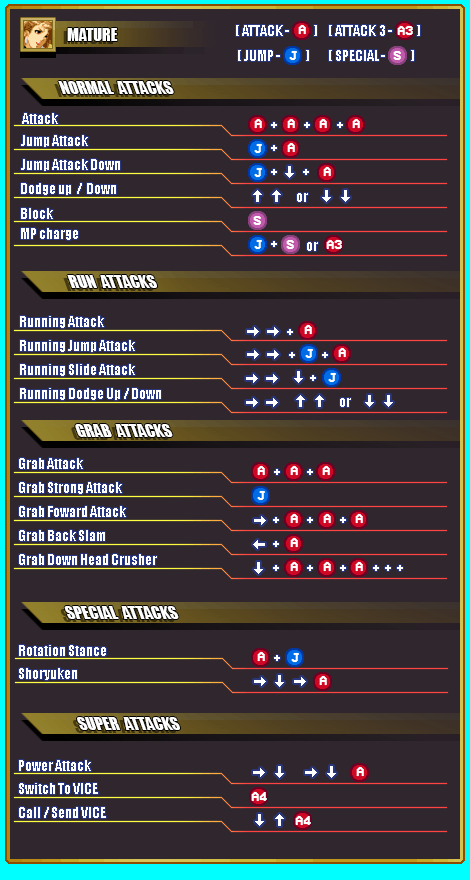 MATURE
[ ATTACK - A ] [ ATTACK 3 - A3 ]
[ JUMP - J ] [ SPECIAL - S ]
NORMAL ATTACKS
Attack A + A + A + A
Jump Attack J + A
Jump Attack Down J + ↓ + A
Dodge up / Down ↑ ↑ or ↓ ↓
Block S
MP charge J + S or A3
RUN ATTACKS
Running Attack → → + A
Running Jump Attack → → + J + A
Running Slide Attack → → ↓ + J
Running Dodge Up / Down → → ↑ ↑ or ↓ ↓
GRAB ATTACKS
Grab Attack A + A + A
Grab Strong Attack J
Grab Foward Attack → + A + A + A
Grab Back Slam ← + A
Grab Down Head Crusher ↓ + A + A + A + + +
SPECIAL ATTACKS
Rotation Stance A + J
Shoryuken → ↓ → A
SUPER ATTACKS
Power Attack → ↓ → ↓ A
Switch To VICE A4
Call / Send VICE ↓ ↑ A4